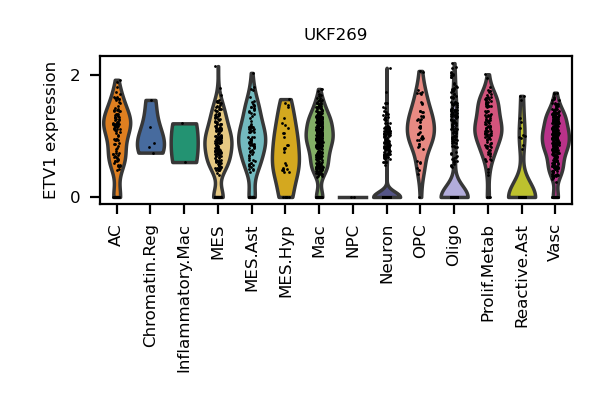 UKF269
ETV1 expression
2
0
AC
Chromatin.Reg
Inflammatory.Mac
MES
MES.Ast
MES.Hyp
Mac
NPC
Neuron
OPC
Oligo
Prolif.Metab
Reactive.Ast
Vasc